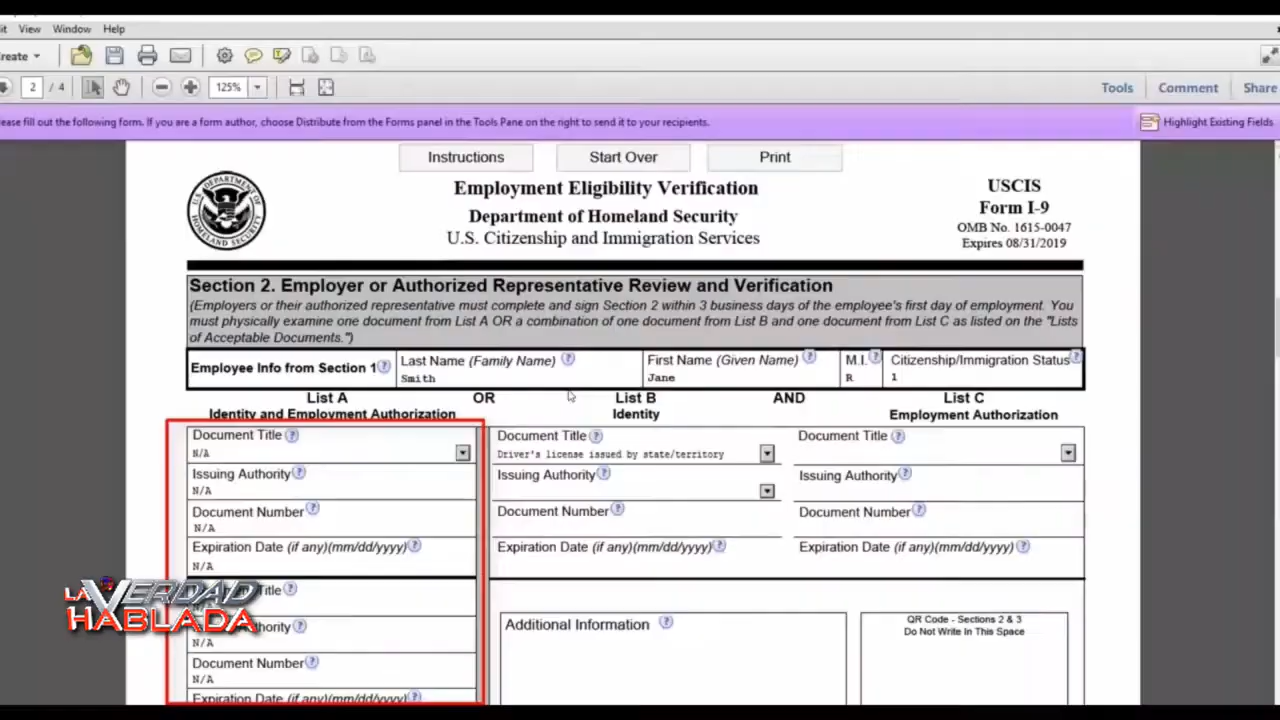 it View Window Help
reate
2 / 4 125% Tools Comment Share
ease fill out the following form. If you are a form author, choose Distribute from the Forms panel in the Tools Pane on the right to send it to your recipients. Highlight Existing Fields
Instructions Start Over Print
Employment Eligibility Verification
Department of Homeland Security
U.S. Citizenship and Immigration Services
USCIS
Form I-9
OMB No. 1615-0047
Expires 08/31/2019
Section 2. Employer or Authorized Representative Review and Verification
(Employers or their authorized representative must complete and sign Section 2 within 3 business days of the employee's first day of employment. You
must physically examine one document from List A OR a combination of one document from List B and one document from List C as listed on the "Lists
of Acceptable Documents.")
Employee Info from Section 1
Last Name (Family Name)
Smith
First Name (Given Name)
Jane
M.I.
R
Citizenship/Immigration Status
1
List A OR List B AND List C
Identity and Employment Authorization Identity Employment Authorization
Document Title
N/A
Issuing Authority
N/A
Document Number
N/A
Expiration Date (if any)(mm/dd/yyyy)
N/A
Title
uthority
N/A
Document Number
N/A
Expiration Date (if any)(mm/dd/yyyy)
Document Title
Driver's license issued by state/territory
Issuing Authority
Document Number
Expiration Date (if any)(mm/dd/yyyy)
Document Title
Issuing Authority
Document Number
Expiration Date (if any)(mm/dd/yyyy)
Additional Information
QR Code - Sections 2 & 3
Do Not Write In This Space
LA VERDAD
HABLADA